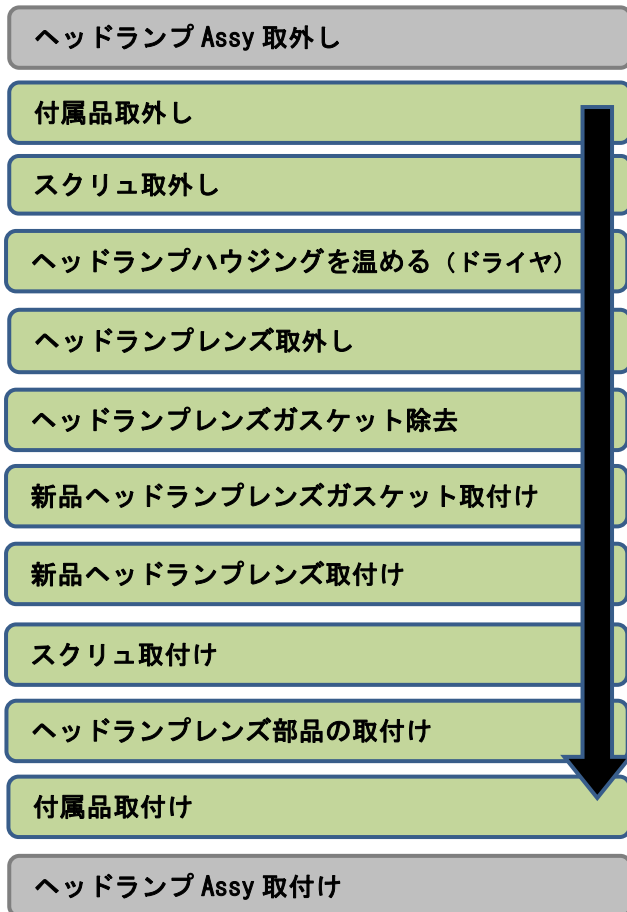 ヘッドランプ Assy 取外し
付属品取外し
スクリュ取外し
ヘッドランプハウジングを温める（ドライヤ）
ヘッドランプレンズ取外し
ヘッドランプレンズガスケット除去
新品ヘッドランプレンズガスケット取付け
新品ヘッドランプレンズ取付け
スクリュ取付け
ヘッドランプレンズ部品の取付け
付属品取付け
ヘッドランプ Assy 取付け